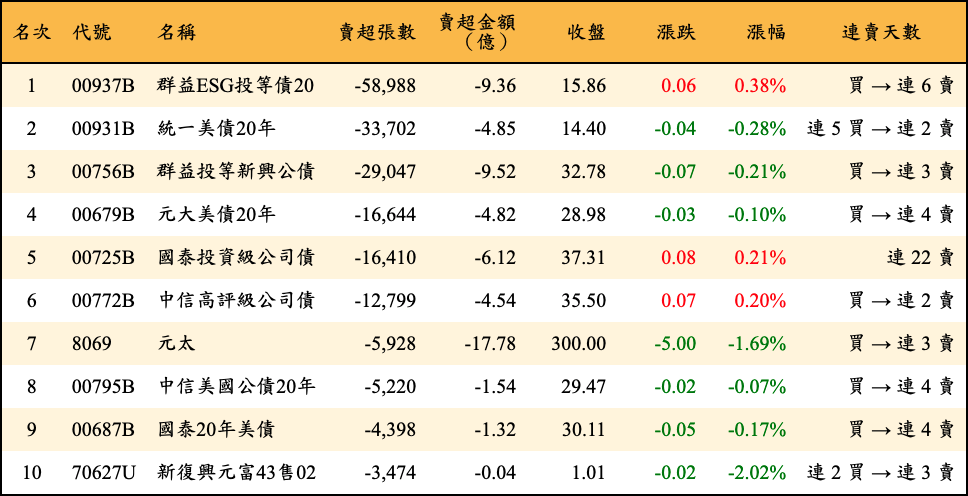 名次 代號 名稱 賣超張數 賣超金額（億） 收盤 漲跌 漲幅 連賣天數
1 00937B 群益ESG投等債20 -58,988 -9.36 15.86 0.06 0.38% 買 → 連 6 賣
2 00931B 統一美債20年 -33,702 -4.85 14.40 -0.04 -0.28% 連 5 買 → 連 2 賣
3 00756B 群益投等新興公債 -29,047 -9.52 32.78 -0.07 -0.21% 買 → 連 3 賣
4 00679B 元大美債20年 -16,644 -4.82 28.98 -0.03 -0.10% 買 → 連 4 賣
5 00725B 國泰投資級公司債 -16,410 -6.12 37.31 0.08 0.21% 連 22 賣
6 00772B 中信高評級公司債 -12,799 -4.54 35.50 0.07 0.20% 買 → 連 2 賣
7 8069 元太 -5,928 -17.78 300.00 -5.00 -1.69% 買 → 連 3 賣
8 00795B 中信美國公債20年 -5,220 -1.54 29.47 -0.02 -0.07% 買 → 連 4 賣
9 00687B 國泰20年美債 -4,398 -1.32 30.11 -0.05 -0.17% 買 → 連 4 賣
10 70627U 新復興元富43售02 -3,474 -0.04 1.01 -0.02 -2.02% 連 2 買 → 連 3 賣